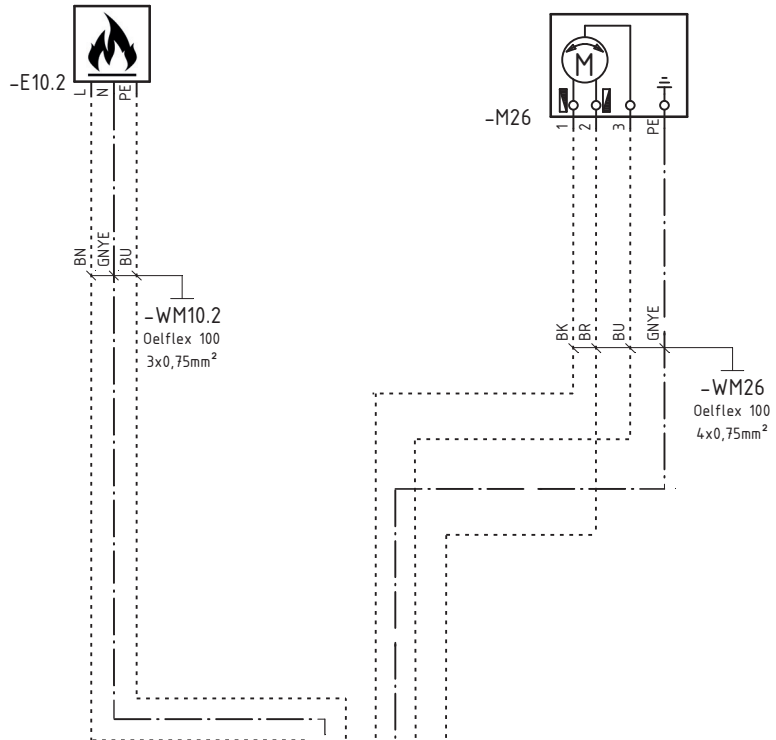 -E10.2
L
N
PE
BN
GNYE
BU
-WM10.2
Oelflex 100
3x0,75mm²
M
-M26
1
2
3
PE
BK
BR
BU
GNYE
-WM26
Oelflex 100
4x0,75mm²